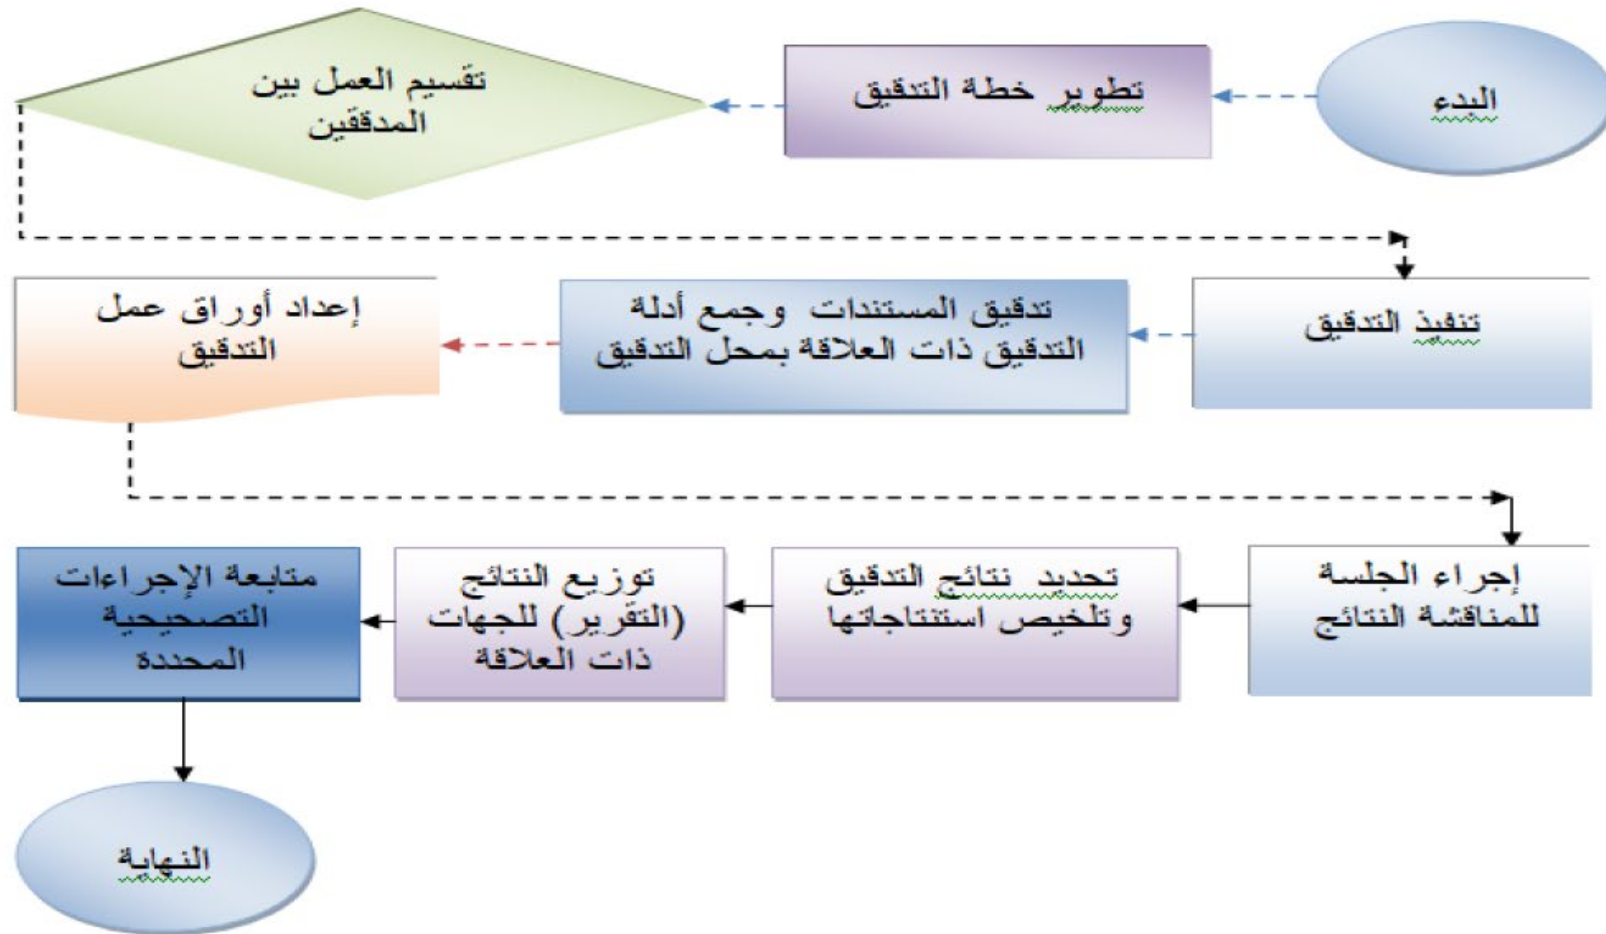 البدء
تطوير خطة التدقيق
تقسيم العمل بين
المدققين
تنفيذ التدقيق
تدقيق المستندات وجمع أدلة
التدقيق ذات العلاقة بمحل التدقيق
إعداد أوراق عمل
التدقيق
إجراء الجلسة
للمناقشة النتائج
تحديد نتائج التدقيق
وتلخيص استنتاجاتها
توزيع النتائج
(التقرير) للجهات
ذات العلاقة
متابعة الإجراءات
التصحيحية
المحددة
النهاية